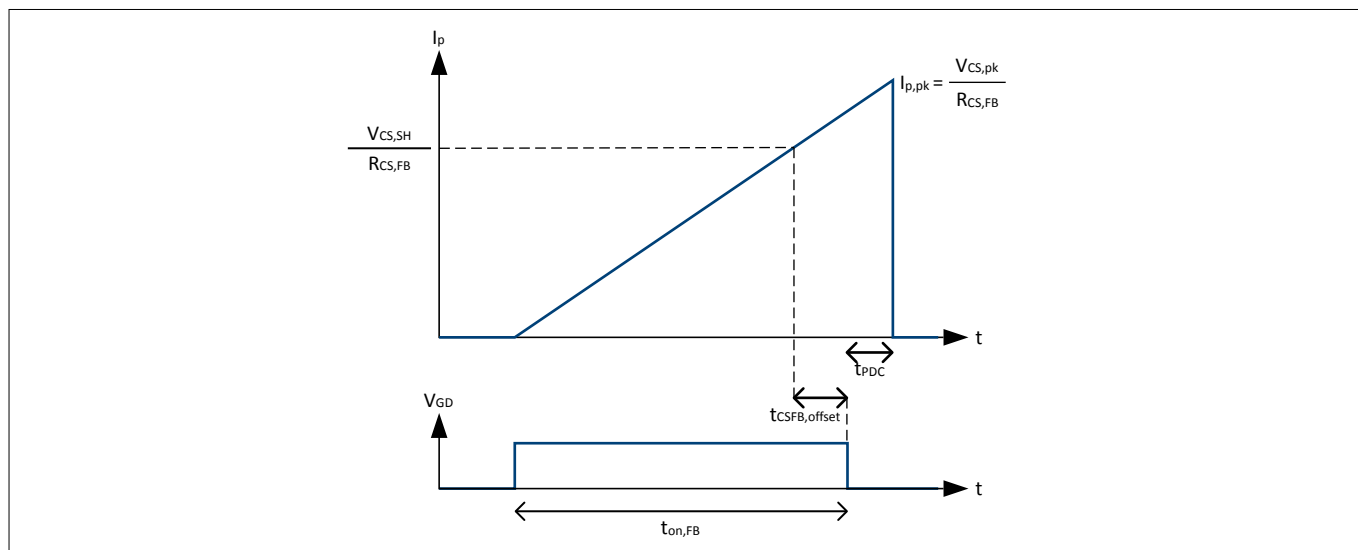 Ip
Ip,pk = VCS,pk
RCS,FB
VCS,SH
RCS,FB
t
tPDC
tCSFB,offset
VGD
t
ton,FB